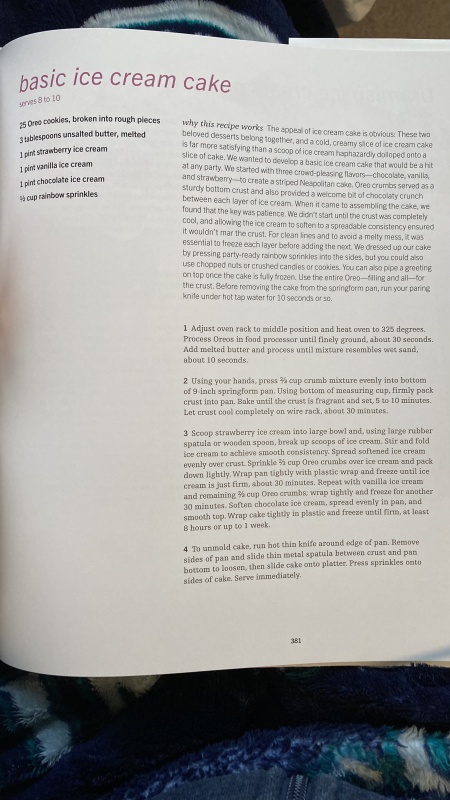 basic ice cream cake
serves 8 to 10
25 Oreo cookies, broken into rough pieces
3 tablespoons unsalted butter, melted
1 pint strawberry ice cream
1 pint vanilla ice cream
1 pint chocolate ice cream
½ cup rainbow sprinkles
why this recipe works The appeal of ice cream cake is obvious: These two
beloved desserts belong together, and a cold, creamy slice of ice cream cake
is far more satisfying than a scoop of ice cream haphazardly dolloped onto a
slice of cake. We wanted to develop a basic ice cream cake that would be a hit
at any party. We started with three crowd-pleasing flavors—chocolate, vanilla,
and strawberry—to create a striped Neapolitan cake. Oreo crumbs served as a
sturdy bottom crust and also provided a welcome bit of chocolaty crunch
between each layer of ice cream. When it came to assembling the cake, we
found that the key was patience. We didn't start until the crust was completely
cool, and allowing the ice cream to soften to a spreadable consistency ensured
it wouldn't mar the crust. For clean lines and to avoid a melty mess, it was
essential to freeze each layer before adding the next. We dressed up our cake
by pressing party-ready rainbow sprinkles into the sides, but you could also
use chopped nuts or crushed candies or cookies. You can also pipe a greeting
on top once the cake is fully frozen. Use the entire Oreo—filling and all—for
the crust. Before removing the cake from the springform pan, run your paring
knife under hot tap water for 10 seconds or so.
1 Adjust oven rack to middle position and heat oven to 325 degrees.
Process Oreos in food processor until finely ground, about 30 seconds.
Add melted butter and process until mixture resembles wet sand,
about 10 seconds.
2 Using your hands, press ⅔ cup crumb mixture evenly into bottom
of 9-inch springform pan. Using bottom of measuring cup, firmly pack
crust into pan. Bake until the crust is fragrant and set, 5 to 10 minutes.
Let crust cool completely on wire rack, about 30 minutes.
3 Scoop strawberry ice cream into large bowl and, using large rubber
spatula or wooden spoon, break up scoops of ice cream. Stir and fold
ice cream to achieve smooth consistency. Spread softened ice cream
evenly over crust. Sprinkle ⅔ cup Oreo crumbs over ice cream and pack
down lightly. Wrap pan tightly with plastic wrap and freeze until ice
cream is just firm, about 30 minutes. Repeat with vanilla ice cream
and remaining ⅔ cup Oreo crumbs; wrap tightly and freeze for another
30 minutes. Soften chocolate ice cream, spread evenly in pan, and
smooth top. Wrap cake tightly in plastic and freeze until firm, at least
8 hours or up to 1 week.
4 To unmold cake, run hot thin knife around edge of pan. Remove
sides of pan and slide thin metal spatula between crust and pan
bottom to loosen, then slide cake onto platter. Press sprinkles onto
sides of cake. Serve immediately.
381